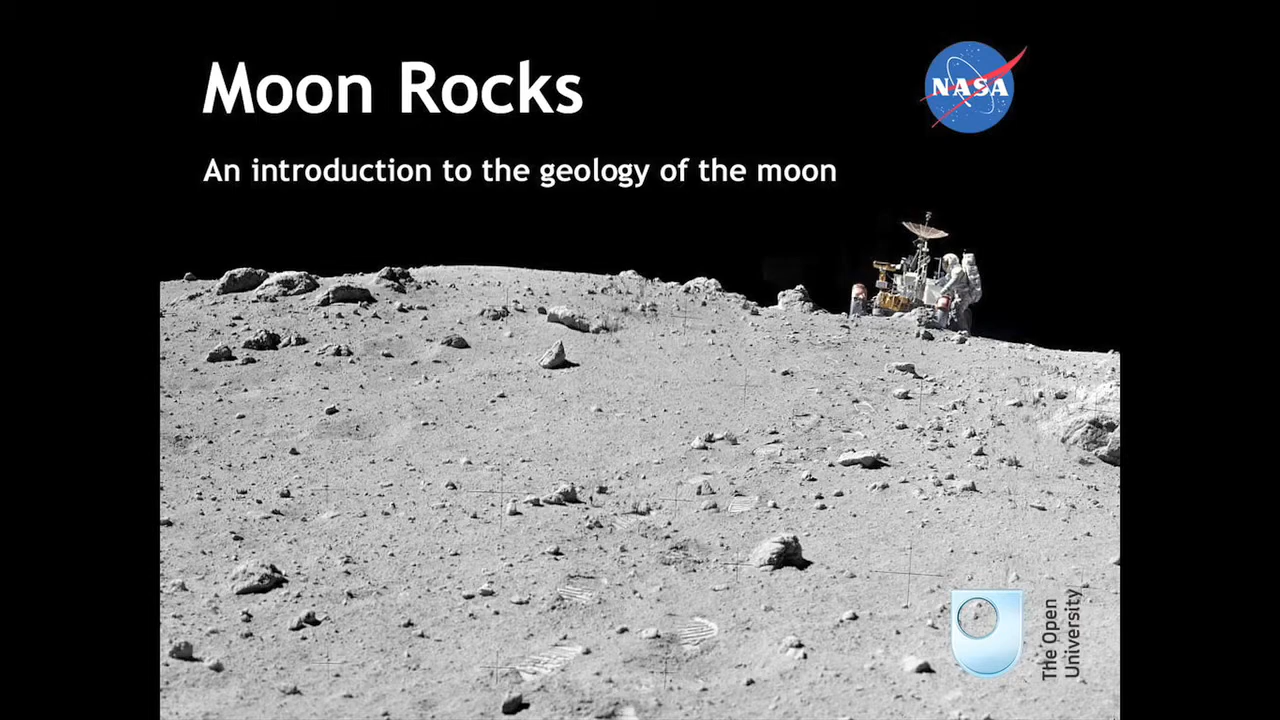 Moon Rocks
NASA
An introduction to the geology of the moon
The Open
University